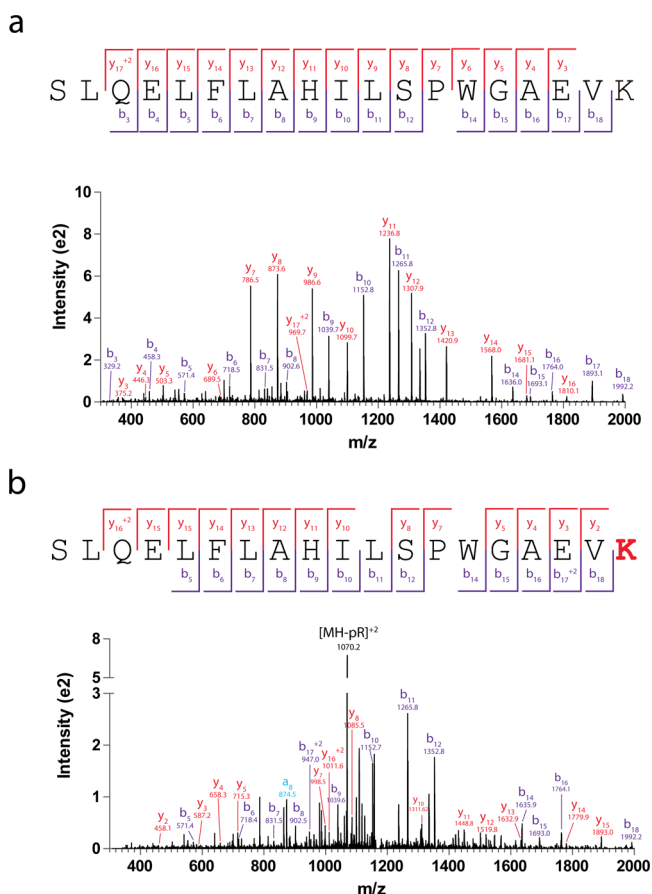 a
y17+2 y16 y15 y14 y13 y12 y11 y10 y9 y8 y7 y6 y5 y4 y3
S L Q E L F L A H I L S P W G A E V K
b3 b4 b5 b6 b7 b8 b9 b10 b11 b12 b14 b15 b16 b17 b18
Intensity (e2)
10
8
6
4
2
0
b3 329.2
y3 375.2
y4 446.3
b4 458.3
y5 503.3
b5 571.4
y6 689.5
b6 718.5
y7 786.5
b7 831.5
y8 873.6
b8 902.6
y17+2 969.7
y9 986.6
b9 1039.7
y10 1099.7
b10 1152.8
y11 1236.8
b11 1265.8
y12 1307.9
b12 1352.8
y13 1420.9
y14 1568.0
b14 1636.0
y15 1681.1
b15 1693.1
b16 1764.0
y16 1810.1
b17 1893.1
b18 1992.2
400 600 800 1000 1200 1400 1600 1800 2000
m/z
b
y16+2 y15 y15 y14 y13 y12 y11 y10 y8 y7 y5 y4 y3 y2
S L Q E L F L A H I L S P W G A E V K
b5 b6 b7 b8 b9 b10 b11 b12 b14 b15 b16 b17+2 b18
Intensity (e2)
8
5
3
2
1
0
[MH-pR]+2
1070.2
y2 458.1
b5 571.4
y3 587.2
y4 658.3
y5 715.3
b6 718.4
b7 831.5
a8 874.5
b8 902.5
b17+2 947.0
y7 998.5
y16+2 1011.6
b9 1039.6
y8 1085.5
b10 1152.7
b11 1265.8
y10 1311.62
b12 1352.8
y11 1448.8
y12 1519.8
y13 1632.9
b14 1635.9
b15 1693.0
b16 1764.1
y14 1779.9
y15 1893.0
b18 1992.2
400 600 800 1000 1200 1400 1600 1800 2000
m/z